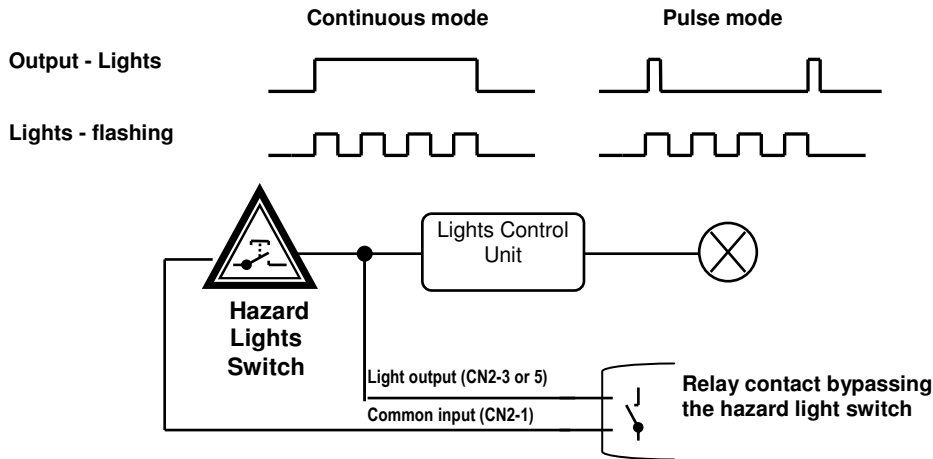 Continuous mode
Pulse mode
Output - Lights
Lights - flashing
Lights Control
Unit
Hazard
Lights
Switch
Light output (CN2-3 or 5)
Common input (CN2-1)
Relay contact bypassing
the hazard light switch